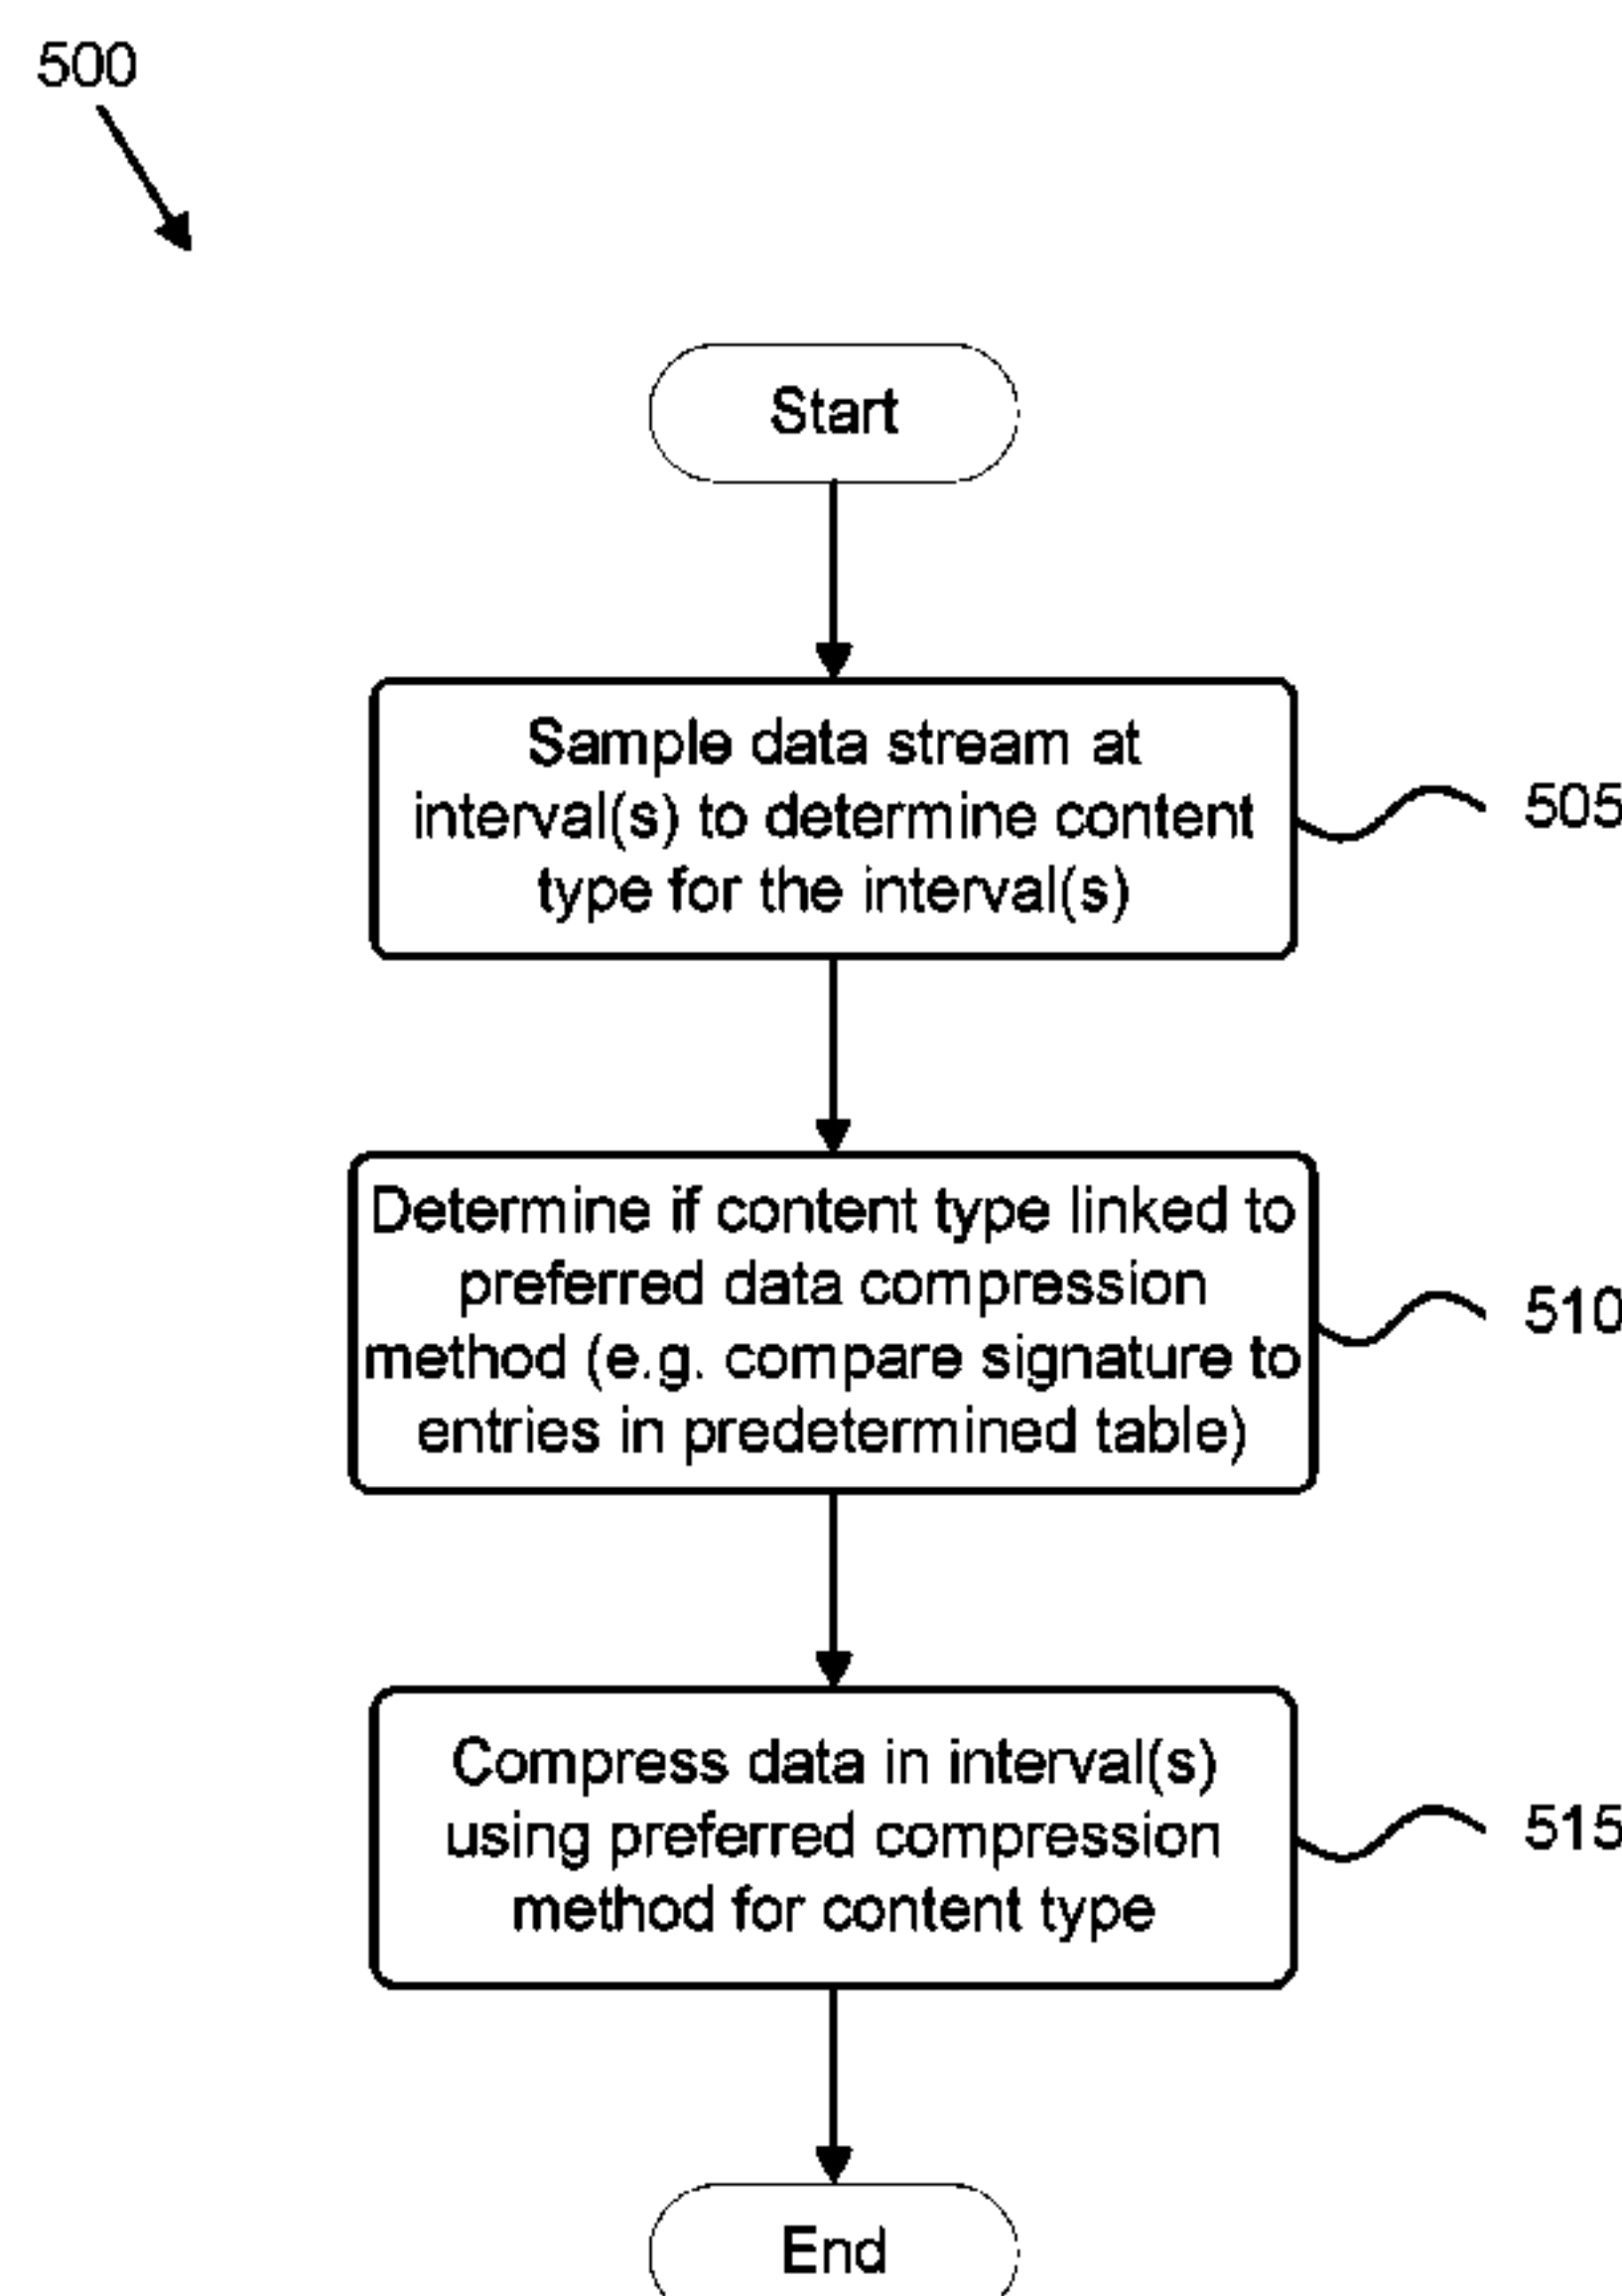 500
Start
Sample data stream at
interval(s) to determine content
type for the interval(s)
505
Determine if content type linked to
preferred data compression
method (e.g. compare signature to
entries in predetermined table)
510
Compress data in interval(s)
using preferred compression
method for content type
515
End